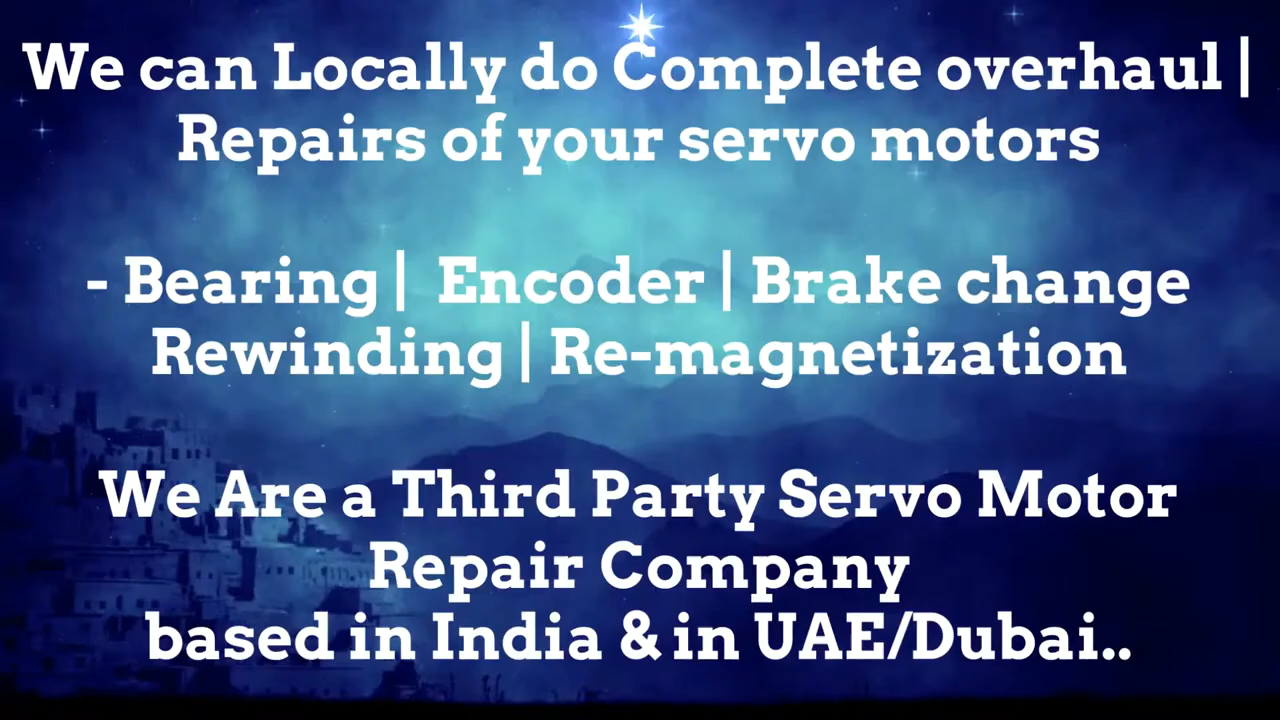 We can Locally do Complete overhaul |
Repairs of your servo motors
- Bearing | Encoder | Brake change
Rewinding | Re-magnetization
We Are a Third Party Servo Motor
Repair Company
based in India & in UAE/Dubai..